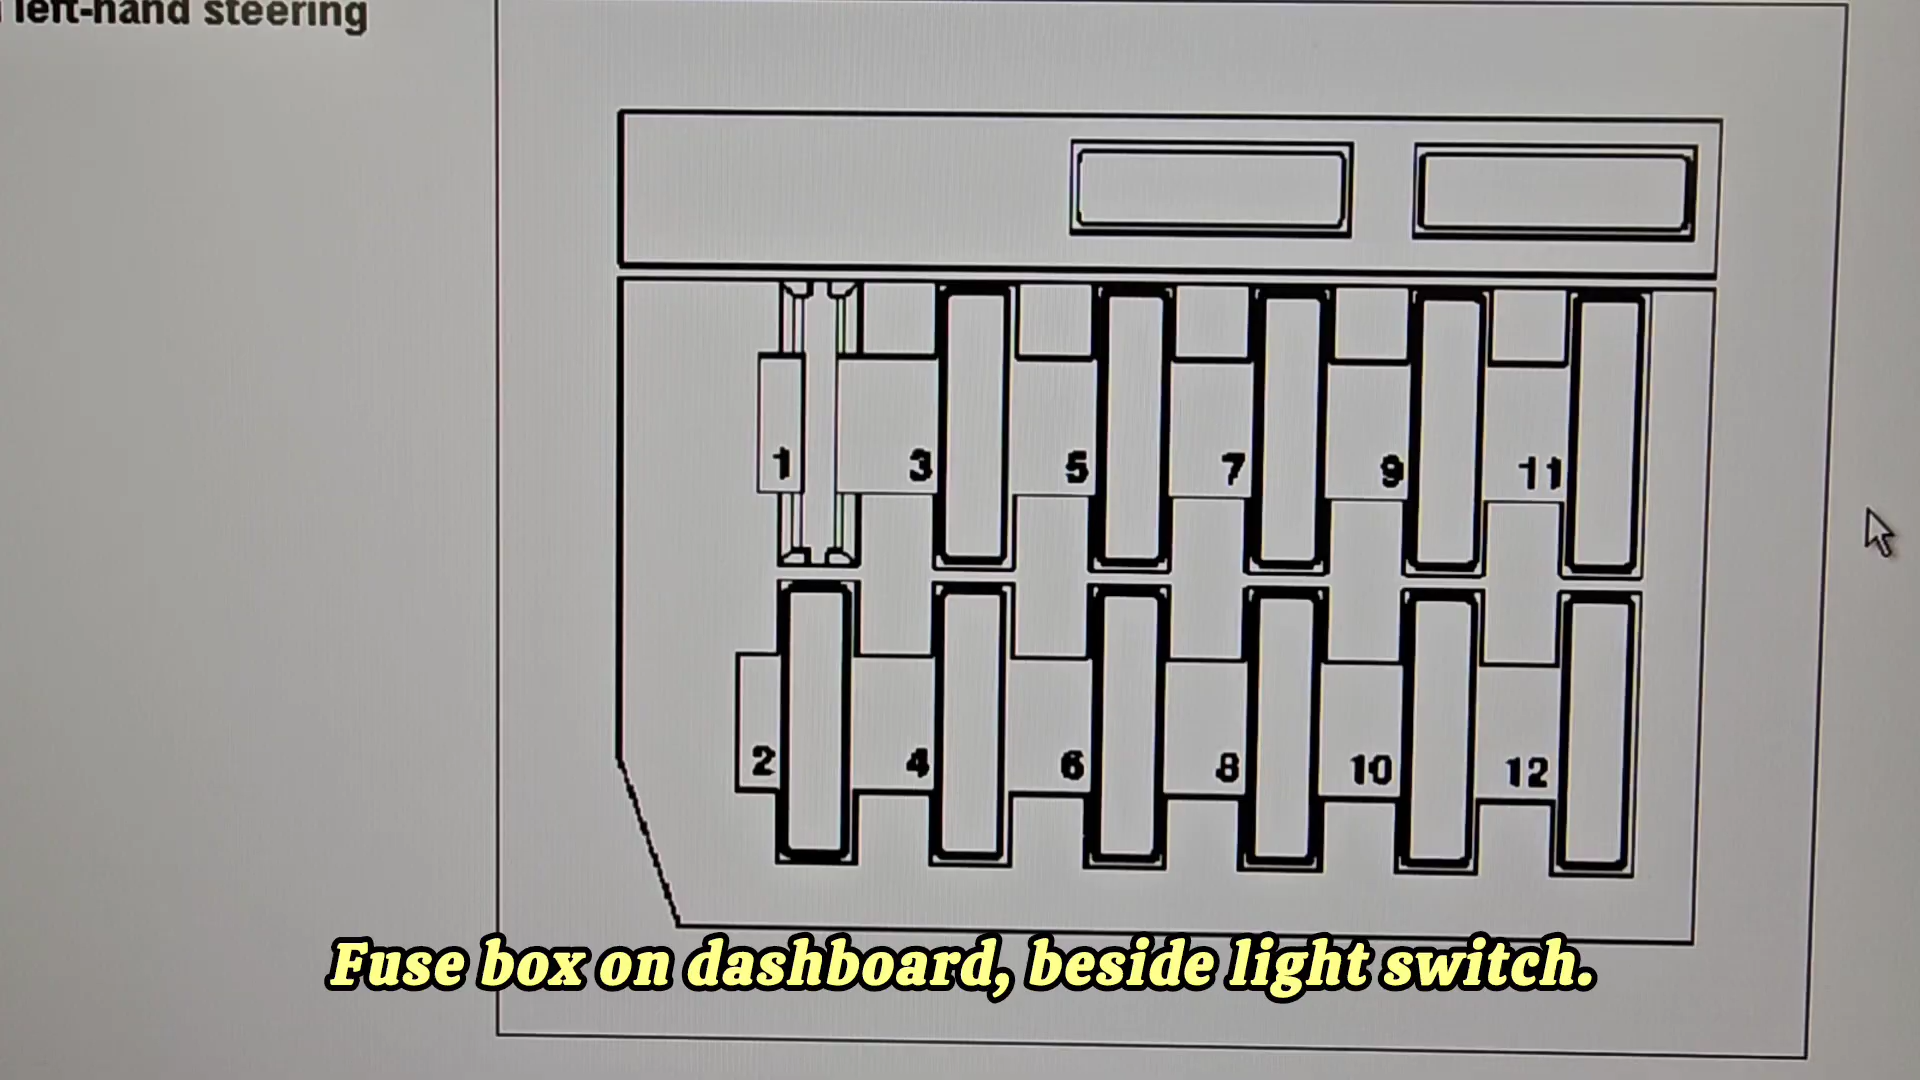 left-hand steering
1 3 5 7 9 11
2 4 6 8 10 12
Fuse box on dashboard, beside light switch.